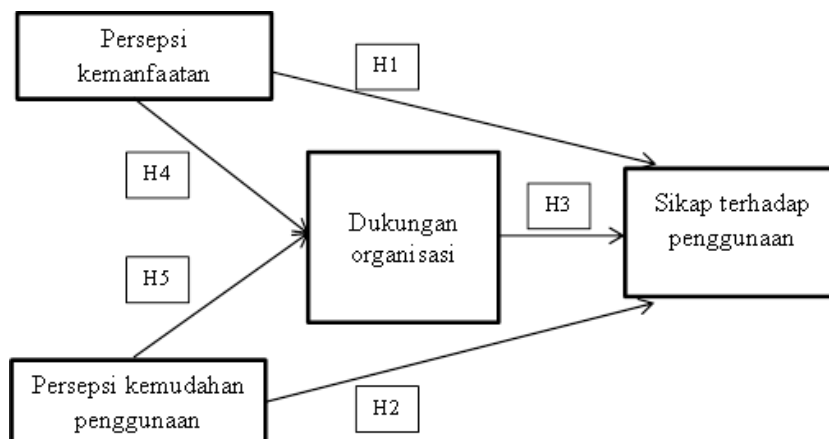 Persepsi
kemanfaatan
H1
H4
Dukungan
organisasi
H3
Sikap terhadap
penggunaan
H5
Persepsi kemudahan
penggunaan
H2